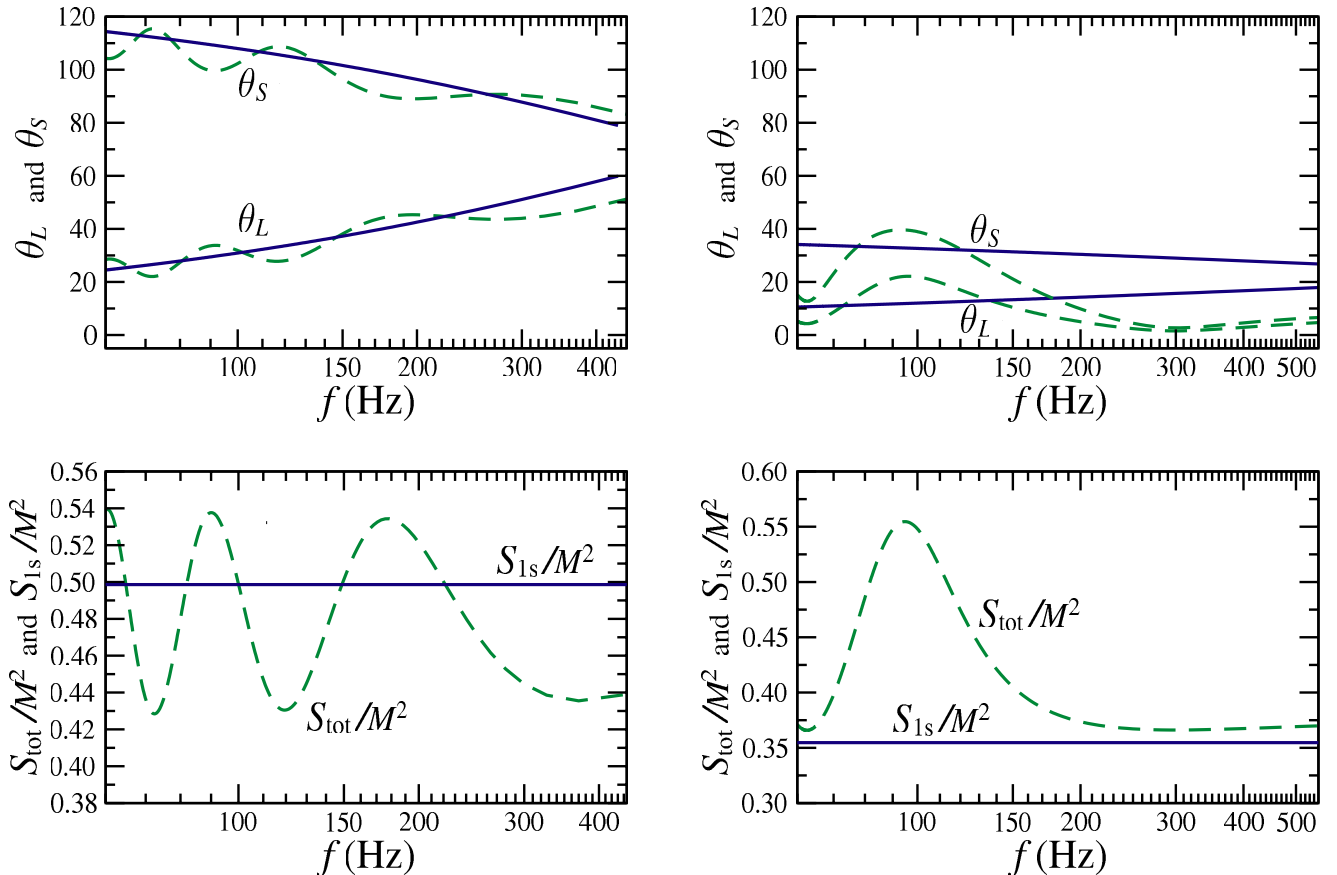 120
100
80
60
40
20
0
θL and θS
θS
θL
100 150 200 300 400
f (Hz)
120
100
80
60
40
20
0
θL and θS
θS
θL
100 150 200 300 400 500
f (Hz)
0.56
0.54
0.52
0.50
0.48
0.46
0.44
0.42
0.40
0.38
Stot/M² and S1s/M²
S1s/M²
Stot/M²
100 150 200 300 400
f (Hz)
0.60
0.55
0.50
0.45
0.40
0.35
0.30
Stot/M² and S1s/M²
Stot/M²
S1s/M²
100 150 200 300 400 500
f (Hz)